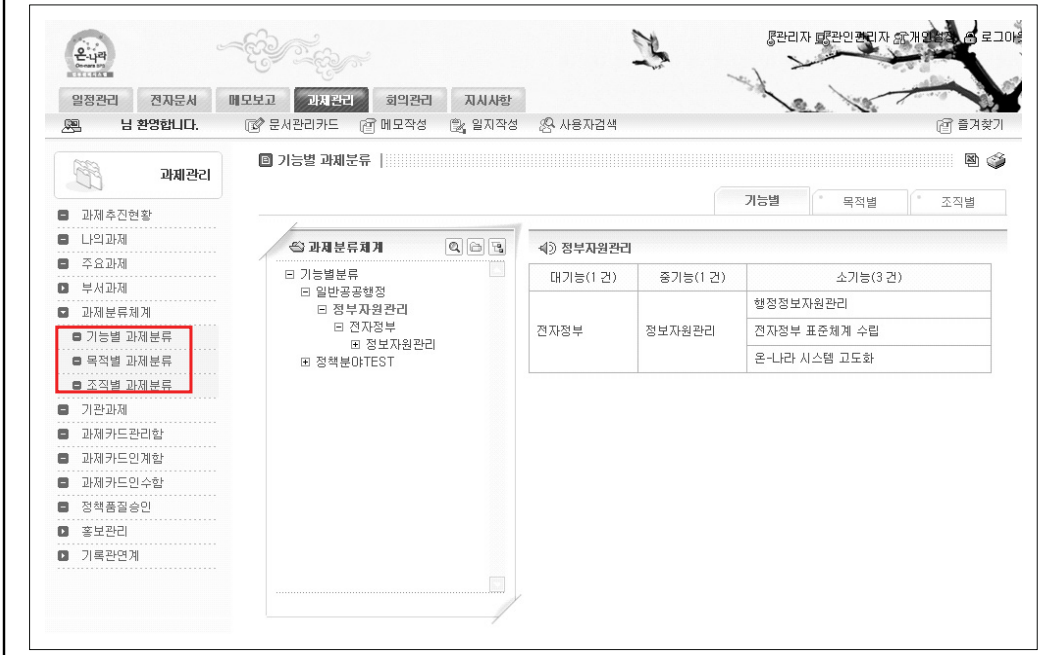 온-나라
관리자 관인관리자 개인설정 로그아웃
일정관리 전자문서 메모보고 과제관리 회의관리 지시사항
님 환영합니다. 문서관리카드 메모작성 일지작성 사용자검색 즐겨찾기
과제관리
기능별 과제분류
기능별 목적별 조직별
과제추진현황
나의과제
주요과제
부서과제
과제분류체계
기능별 과제분류
목적별 과제분류
조직별 과제분류
기관과제
과제카드관리함
과제카드인계함
과제카드인수함
정책품질승인
홍보관리
기록관연계
과제분류체계
기능별분류
일반공공행정
정부자원관리
전자정부
정보자원관리
정책분야TEST
정부자원관리
대기능(1 건) 중기능(1 건) 소기능(3 건)
전자정부 정보자원관리 행정정보자원관리
전자정부 표준체계 수립
온-나라 시스템 고도화